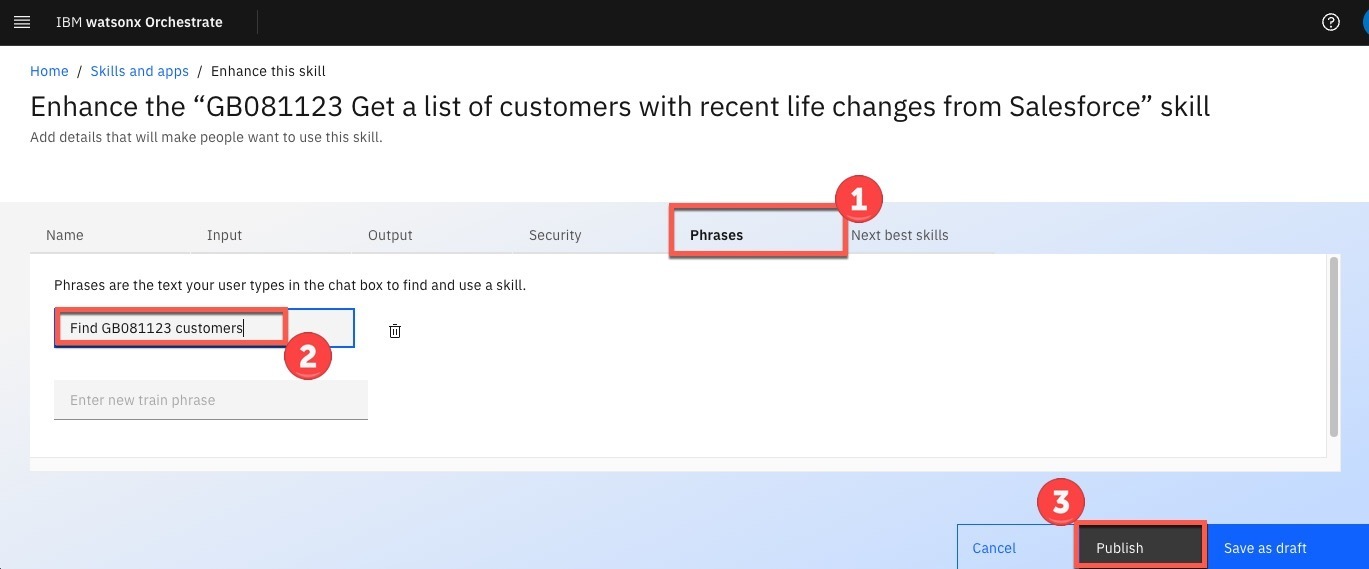 IBM watsonx Orchestrate
Home / Skills and apps / Enhance this skill
Enhance the “GB081123 Get a list of customers with recent life changes from Salesforce” skill
Add details that will make people want to use this skill.
1
Name Input Output Security Phrases Next best skills
Phrases are the text your user types in the chat box to find and use a skill.
Find GB081123 customers
2
Enter new train phrase
3
Cancel Publish Save as draft